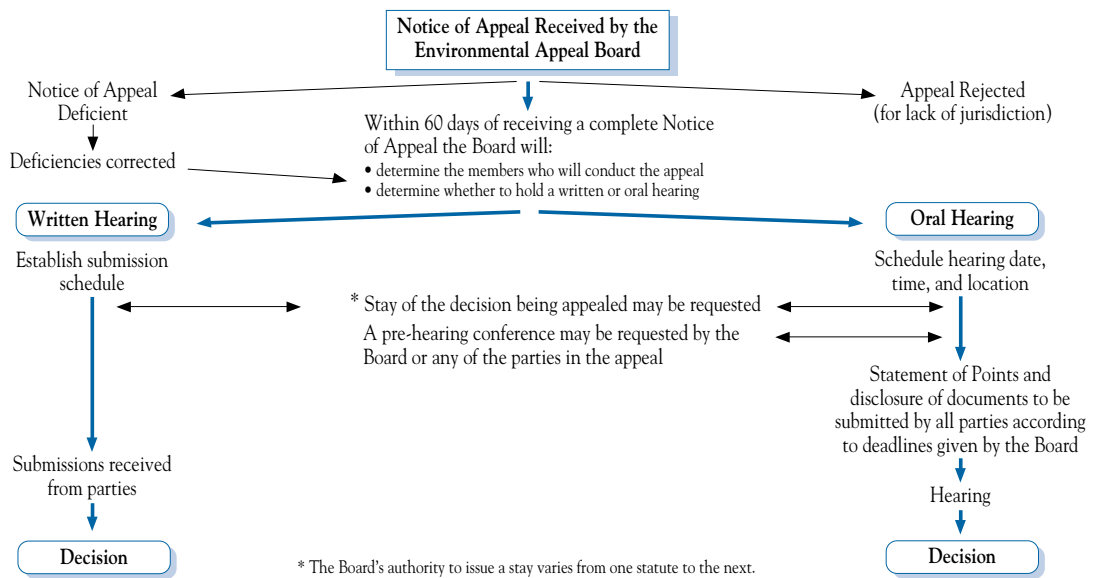 Notice of Appeal Received by the
Environmental Appeal Board
Notice of Appeal
Deficient
Appeal Rejected
(for lack of jurisdiction)
Within 60 days of receiving a complete Notice
of Appeal the Board will:
• determine the members who will conduct the appeal
• determine whether to hold a written or oral hearing
Deficiencies corrected
Written Hearing
Oral Hearing
Establish submission
schedule
Schedule hearing date,
time, and location
* Stay of the decision being appealed may be requested
A pre-hearing conference may be requested by the
Board or any of the parties in the appeal
Statement of Points and
disclosure of documents to be
submitted by all parties according
to deadlines given by the Board
Submissions received
from parties
Hearing
Decision
Decision
* The Board's authority to issue a stay varies from one statute to the next.